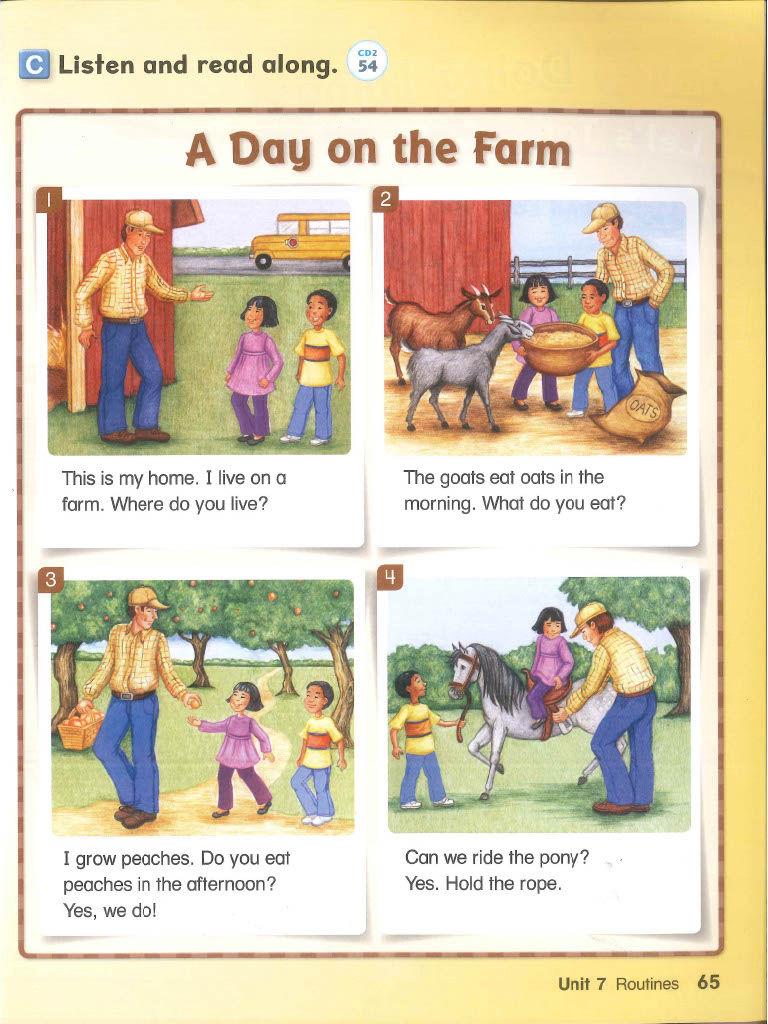 C Listen and read along. CD2
54
A Day on the Farm
1
This is my home. I live on a
farm. Where do you live?
2
OATS
The goats eat oats in the
morning. What do you eat?
3
I grow peaches. Do you eat
peaches in the afternoon?
Yes, we do!
4
Can we ride the pony?
Yes. Hold the rope.
Unit 7 Routines 65